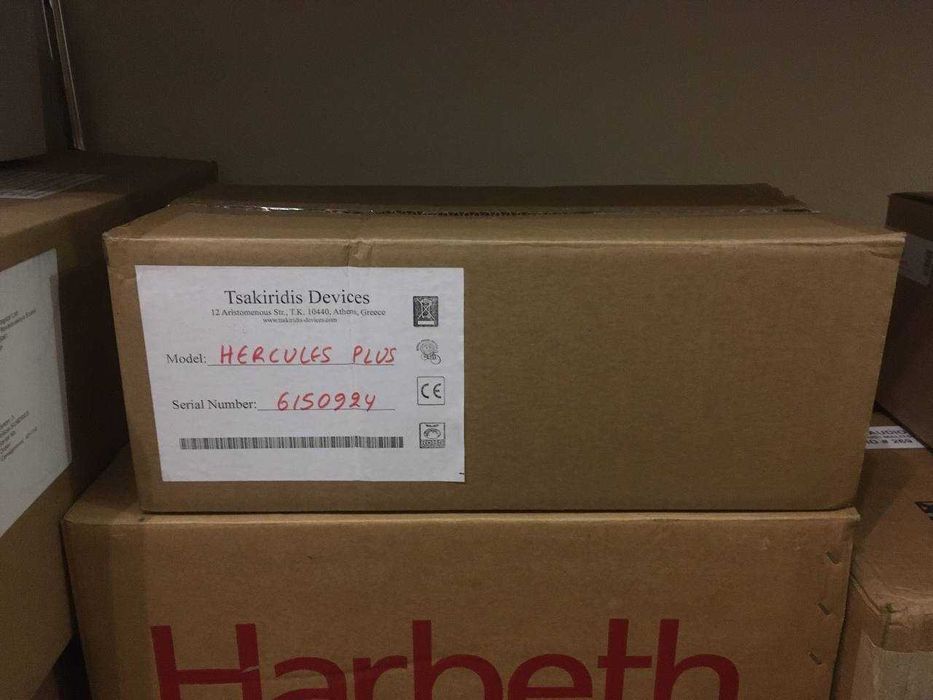 Tsakiridis Devices
12 Aristomenous Str., T.K. 10440, Athens, Greece
www.tsakiridis-devices.com
Model: HERCULES PLUS
Serial Number: 6150924
CE
Harbeth
AUDIO